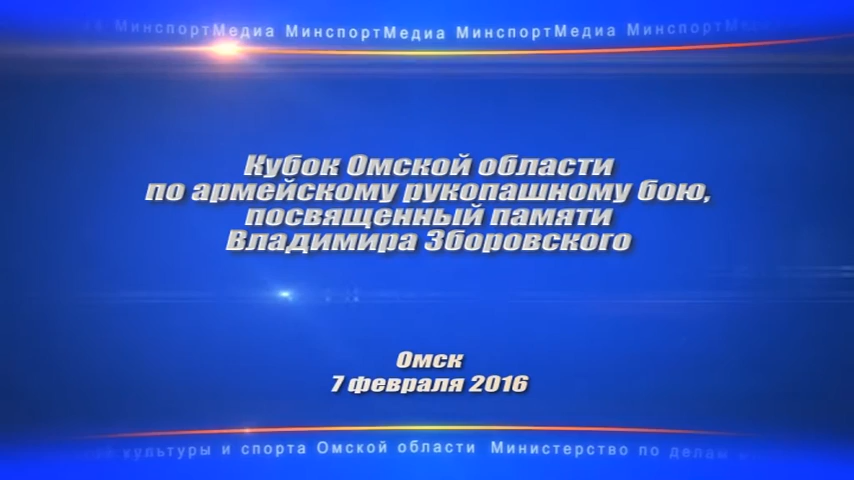 МинспортМедиа МинспортМедиа МинспортМедиа МинспортМедиа
Кубок Омской области
по армейскому рукопашному бою,
посвященный памяти
Владимира Зборовского
Омск
7 февраля 2016
культуры и спорта Омской области Министерство по делам